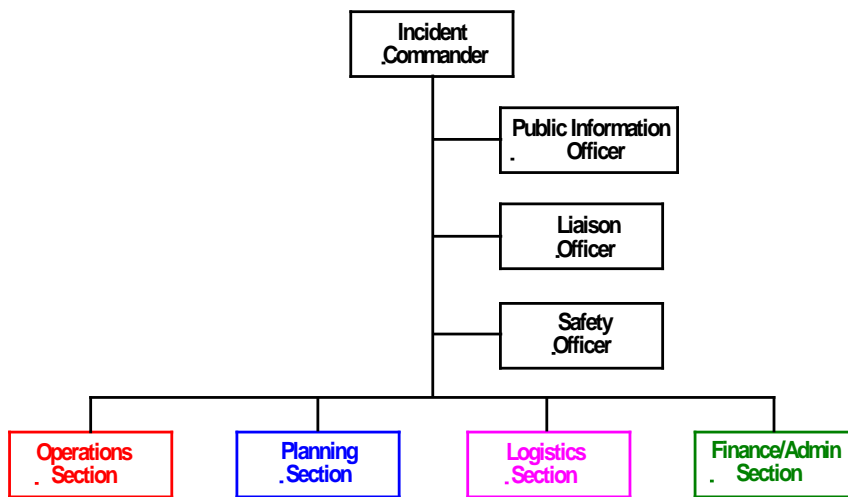 Incident
Commander
Public Information
Officer
Liaison
Officer
Safety
Officer
Operations
Section
Planning
Section
Logistics
Section
Finance/Admin
Section